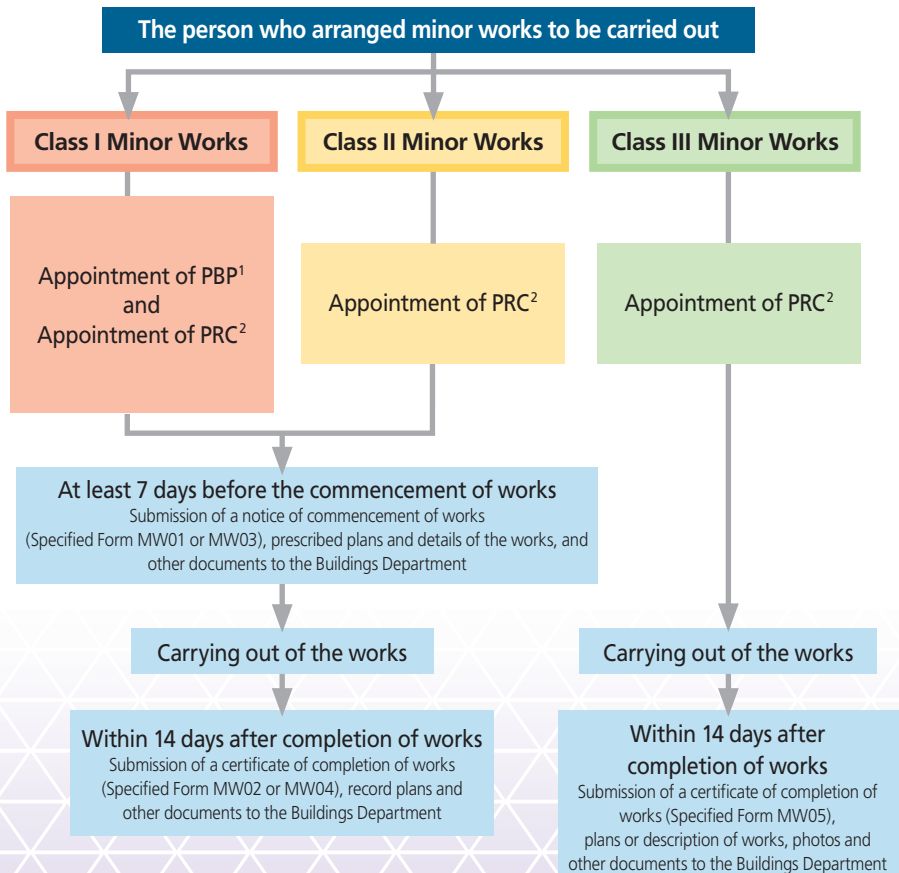 The person who arranged minor works to be carried out
Class I Minor Works
Class II Minor Works
Class III Minor Works
Appointment of PBP¹
and
Appointment of PRC²
Appointment of PRC²
Appointment of PRC²
At least 7 days before the commencement of works
Submission of a notice of commencement of works
(Specified Form MW01 or MW03), prescribed plans and details of the works, and
other documents to the Buildings Department
Carrying out of the works
Carrying out of the works
Within 14 days after completion of works
Submission of a certificate of completion of works
(Specified Form MW02 or MW04), record plans and
other documents to the Buildings Department
Within 14 days after
completion of works
Submission of a certificate of completion of
works (Specified Form MW05),
plans or description of works, photos and
other documents to the Buildings Department